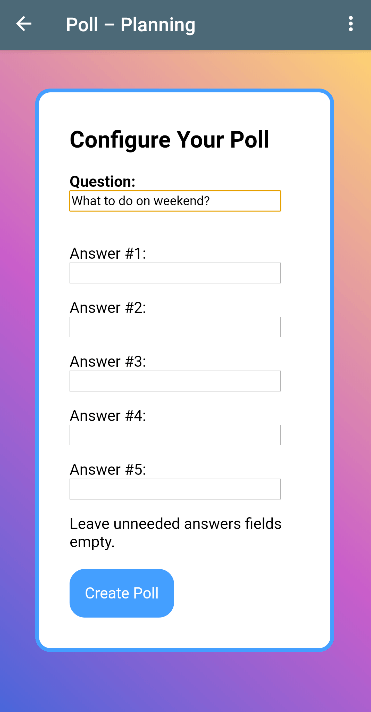 Poll – Planning
Configure Your Poll
Question:
What to do on weekend?
Answer #1:
Answer #2:
Answer #3:
Answer #4:
Answer #5:
Leave unneeded answers fields
empty.
Create Poll